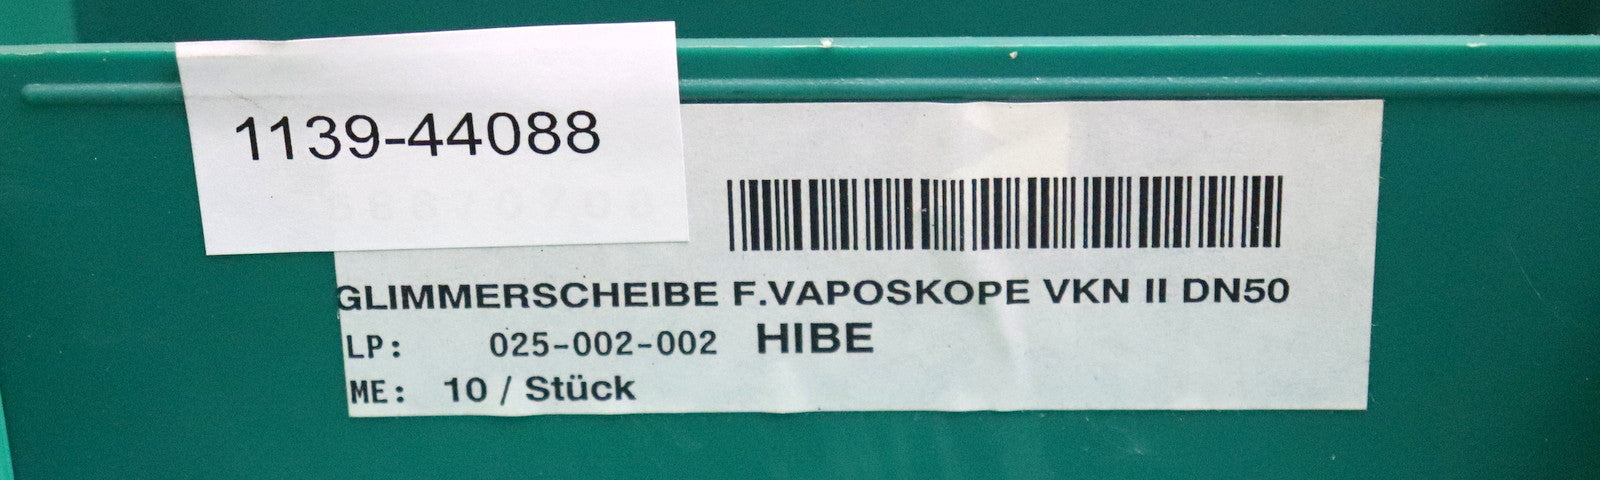 1139-44088
GLIMMERSCHEIBE F.VAPOSKOPE VKN II DN50
LP: 025-002-002 HIBE
ME: 10 / Stück